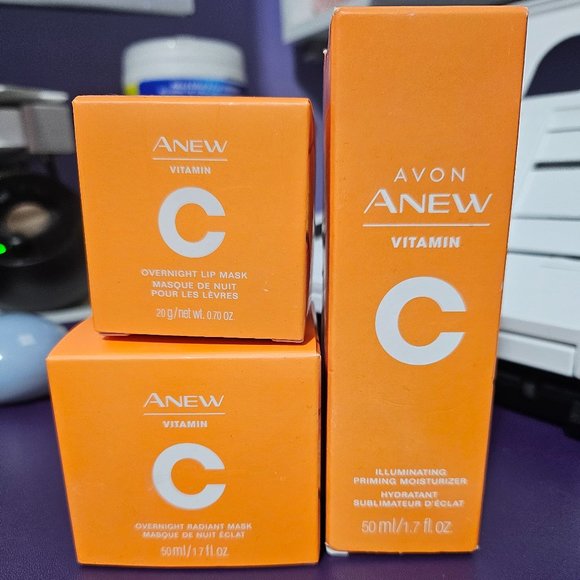 ANEW
VITAMIN
C
OVERNIGHT LIP MASK
MASQUE DE NUIT
POUR LES LÈVRES
20 g/net wt. 0.70 oz
ANEW
VITAMIN
C
OVERNIGHT RADIANT MASK
MASQUE DE NUIT ÉCLAT
50 ml/1.7 fl. oz.
AVON
ANEW
VITAMIN
C
ILLUMINATING
PRIMING MOISTURIZER
HYDRATANT
SUBLIMATEUR D'ÉCLAT
50 ml/1.7 fl. oz.